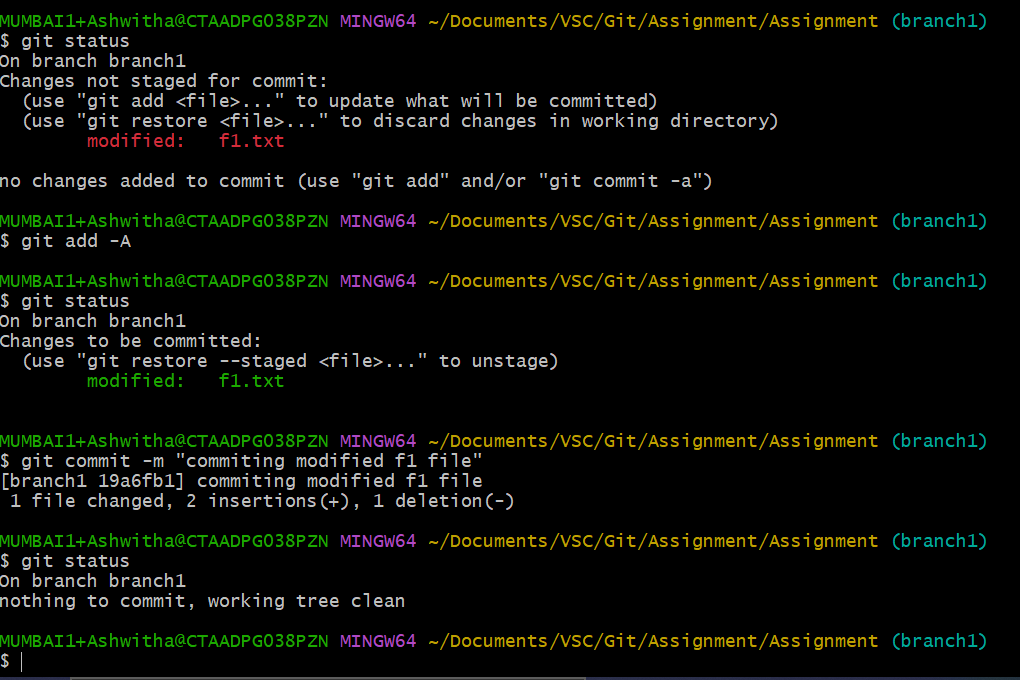 MUMBAI1+Ashwitha@CTAADPG038PZN MINGW64 ~/Documents/VSC/Git/Assignment/Assignment (branch1)
$ git status
On branch branch1
Changes not staged for commit:
  (use "git add <file>..." to update what will be committed)
  (use "git restore <file>..." to discard changes in working directory)
        modified:   f1.txt

no changes added to commit (use "git add" and/or "git commit -a")

MUMBAI1+Ashwitha@CTAADPG038PZN MINGW64 ~/Documents/VSC/Git/Assignment/Assignment (branch1)
$ git add -A

MUMBAI1+Ashwitha@CTAADPG038PZN MINGW64 ~/Documents/VSC/Git/Assignment/Assignment (branch1)
$ git status
On branch branch1
Changes to be committed:
  (use "git restore --staged <file>..." to unstage)
        modified:   f1.txt


MUMBAI1+Ashwitha@CTAADPG038PZN MINGW64 ~/Documents/VSC/Git/Assignment/Assignment (branch1)
$ git commit -m "commiting modified f1 file"
[branch1 19a6fb1] commiting modified f1 file
 1 file changed, 2 insertions(+), 1 deletion(-)

MUMBAI1+Ashwitha@CTAADPG038PZN MINGW64 ~/Documents/VSC/Git/Assignment/Assignment (branch1)
$ git status
On branch branch1
nothing to commit, working tree clean

MUMBAI1+Ashwitha@CTAADPG038PZN MINGW64 ~/Documents/VSC/Git/Assignment/Assignment (branch1)
$